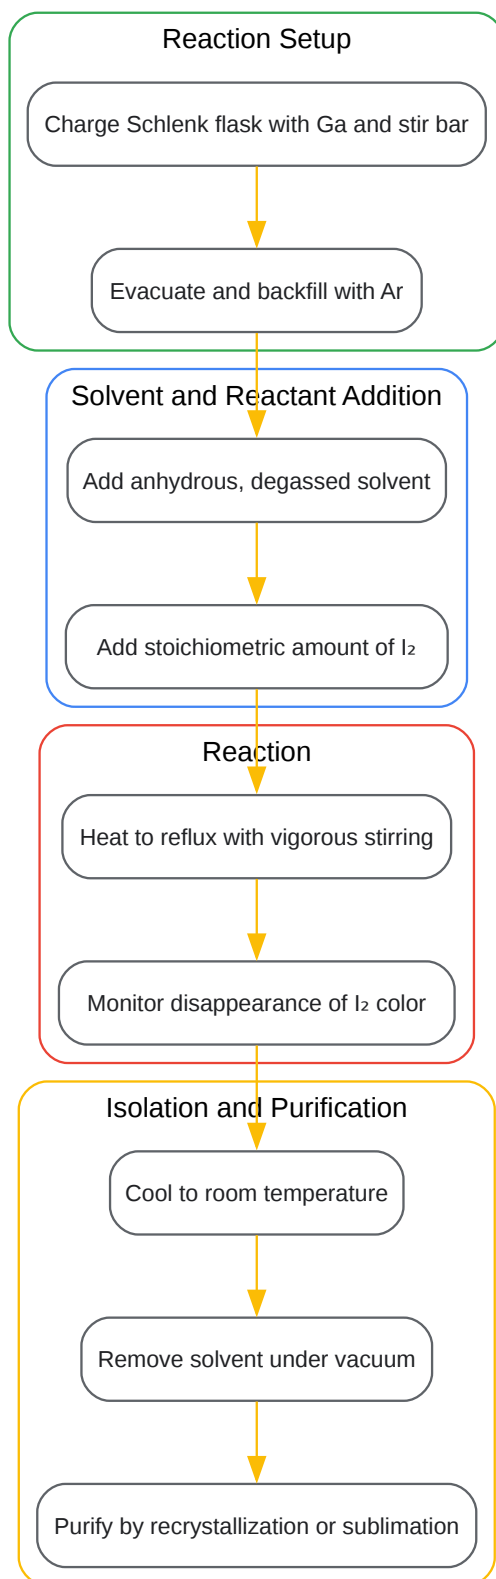 Reaction Setup
Charge Schlenk flask with Ga and stir bar
Evacuate and backfill with Ar
Solvent and Reactant Addition
Add anhydrous, degassed solvent
Add stoichiometric amount of I₂
Reaction
Heat to reflux with vigorous stirring
Monitor disappearance of I₂ color
Isolation and Purification
Cool to room temperature
Remove solvent under vacuum
Purify by recrystallization or sublimation